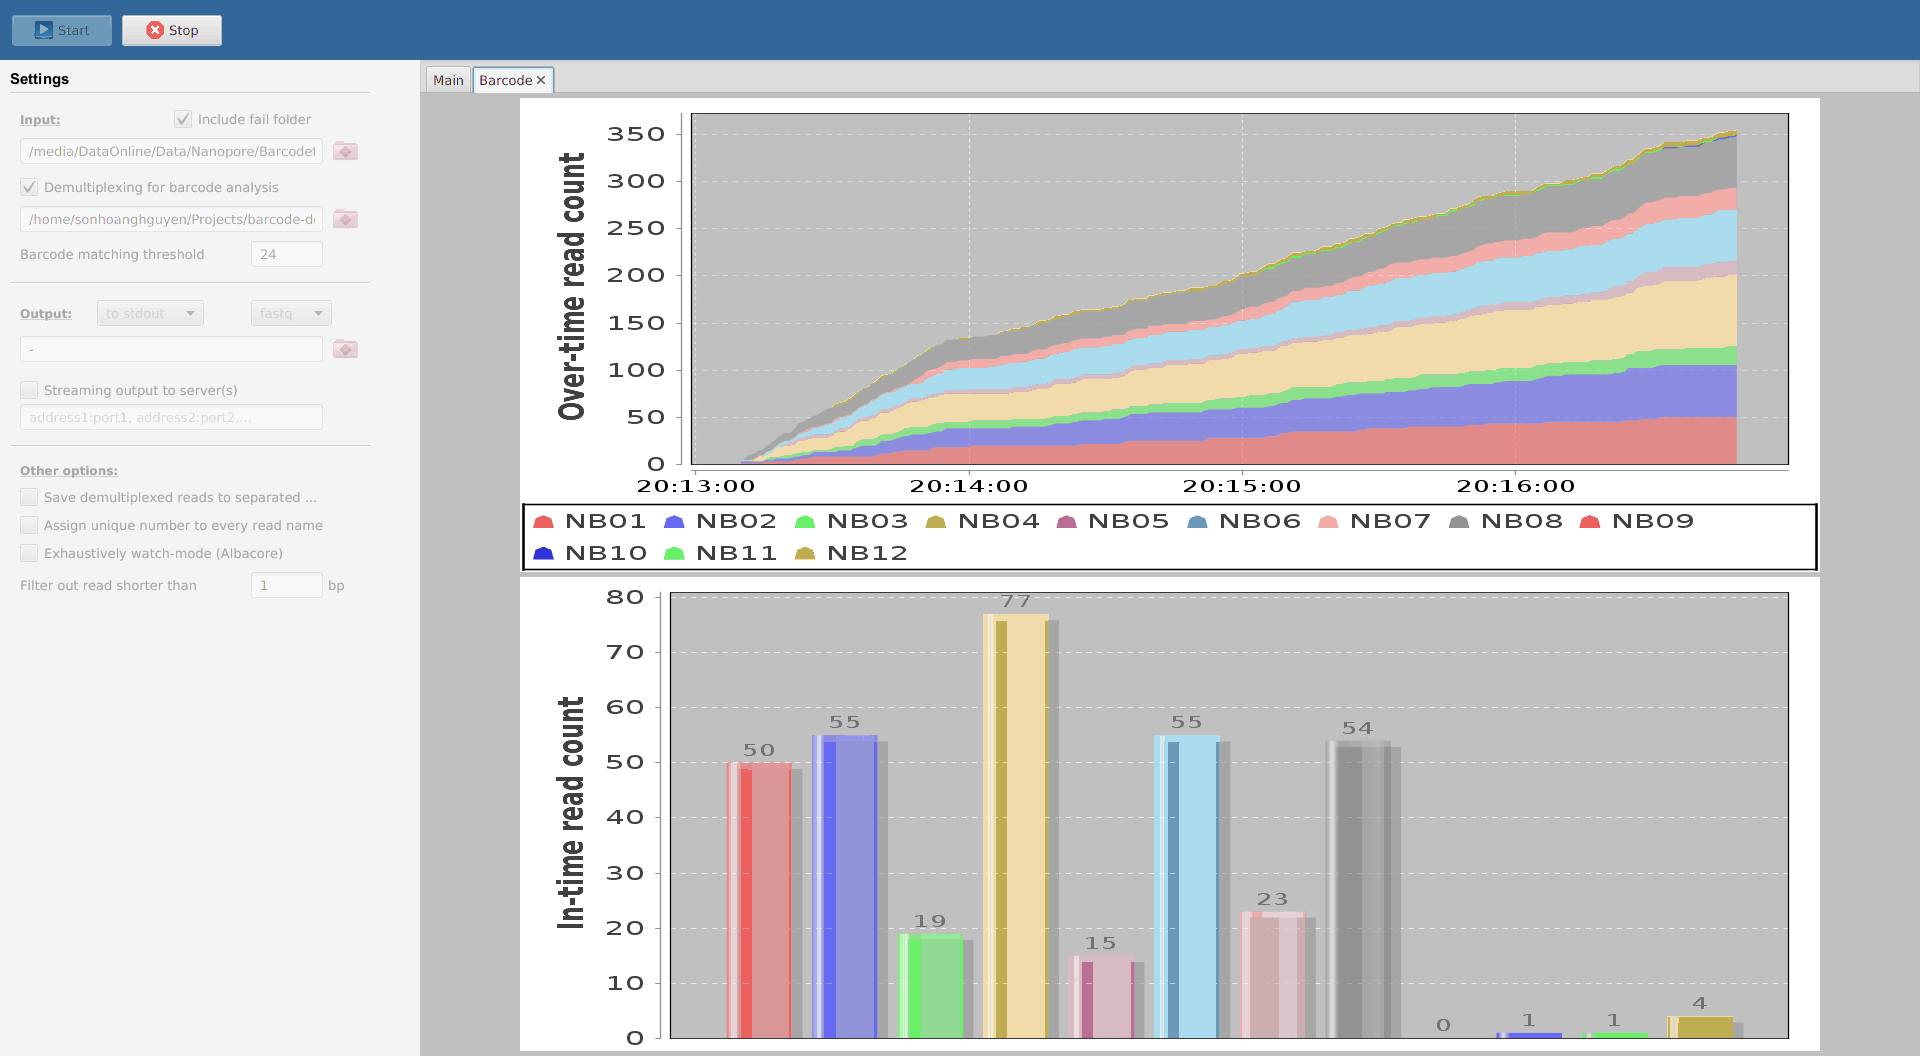 Start Stop
Settings
Input: Include fail folder
/media/DataOnline/Data/Nanopore/Barcode
Demultiplexing for barcode analysis
/home/sonhoanghguyen/Projects/barcode-d
Barcode matching threshold 24
Output: to stdout fastq
-
Streaming output to server(s)
address1:port1, address2:port2,...
Other options:
Save demultiplexed reads to separated ...
Assign unique number to every read name
Exhaustively watch-mode (Albacore)
Filter out read shorter than 1 bp
Main Barcode
Over-time read count
350
300
250
200
150
100
50
0
20:13:00 20:14:00 20:15:00 20:16:00
NB01 NB02 NB03 NB04 NB05 NB06 NB07 NB08 NB09
NB10 NB11 NB12
In-time read count
80
70
60
50
40
30
20
10
0
50 55 19 77 15 55 23 54 0 1 1 4